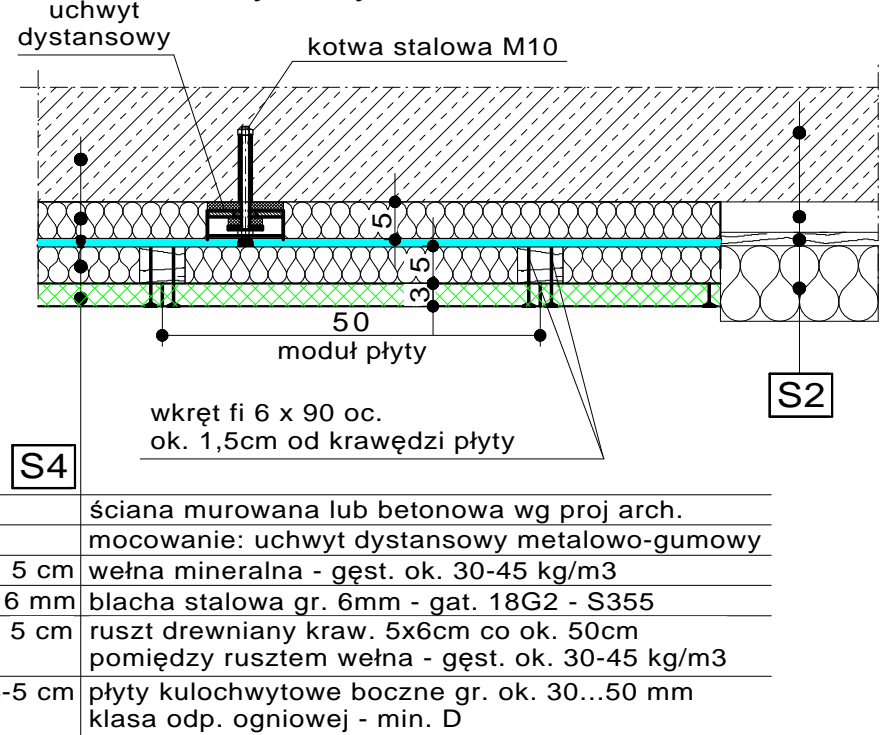 uchwyt
dystansowy
kotwa stalowa M10
5
5
3
50
moduł płyty
wkręt fi 6 x 90 oc.
ok. 1,5cm od krawędzi płyty
S2
S4
ściana murowana lub betonowa wg proj arch.
mocowanie: uchwyt dystansowy metalowo-gumowy
5 cm wełna mineralna - gęst. ok. 30-45 kg/m3
6 mm blacha stalowa gr. 6mm - gat. 18G2 - S355
5 cm ruszt drewniany kraw. 5x6cm co ok. 50cm
pomiędzy rusztem wełna - gęst. ok. 30-45 kg/m3
-5 cm płyty kulochwytowe boczne gr. ok. 30...50 mm
klasa odp. ogniowej - min. D